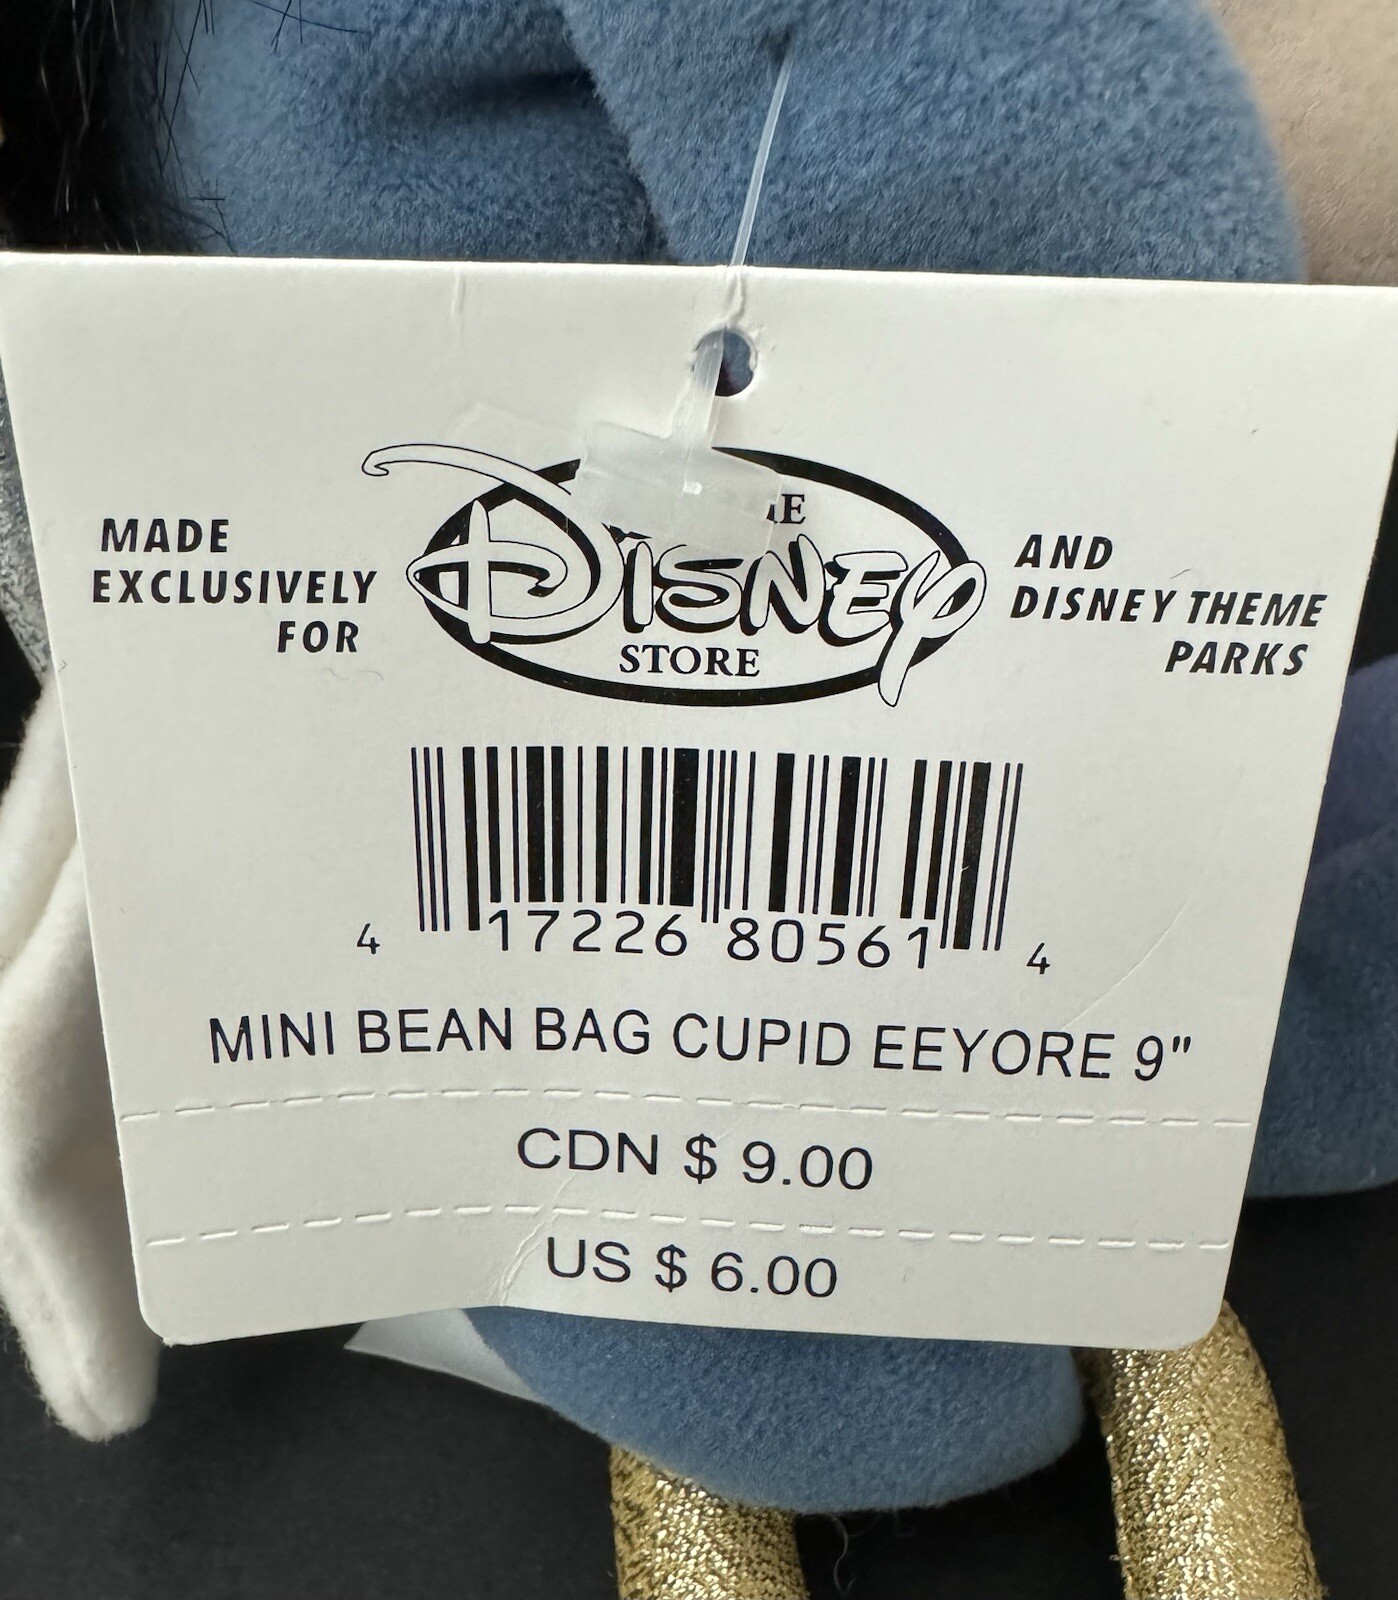 MADE
EXCLUSIVELY
FOR
DISNEY
STORE
AND
DISNEY THEME
PARKS
4 17226 80561 4
MINI BEAN BAG CUPID EEYORE 9"
CDN $ 9.00
US $ 6.00